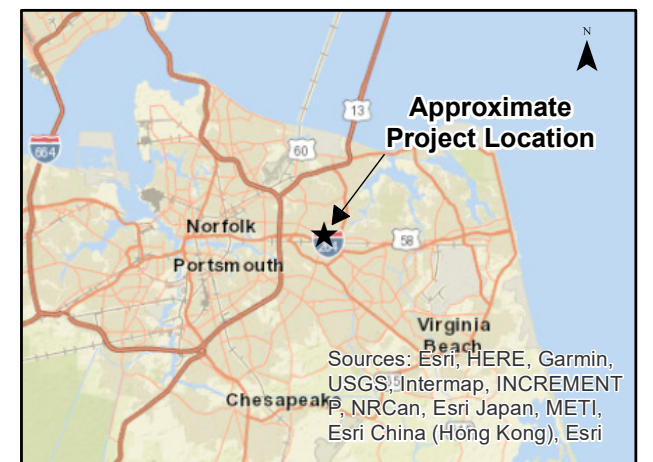 N
13
Approximate
Project Location
60
664
Norfolk
58
Portsmouth
Virginia
Beach
Sources: Esri, HERE, Garmin,
USGS, Intermap, INCREMENT
Chesapeake
P, NRCan, Esri Japan, METI,
Esri China (Hong Kong), Esri